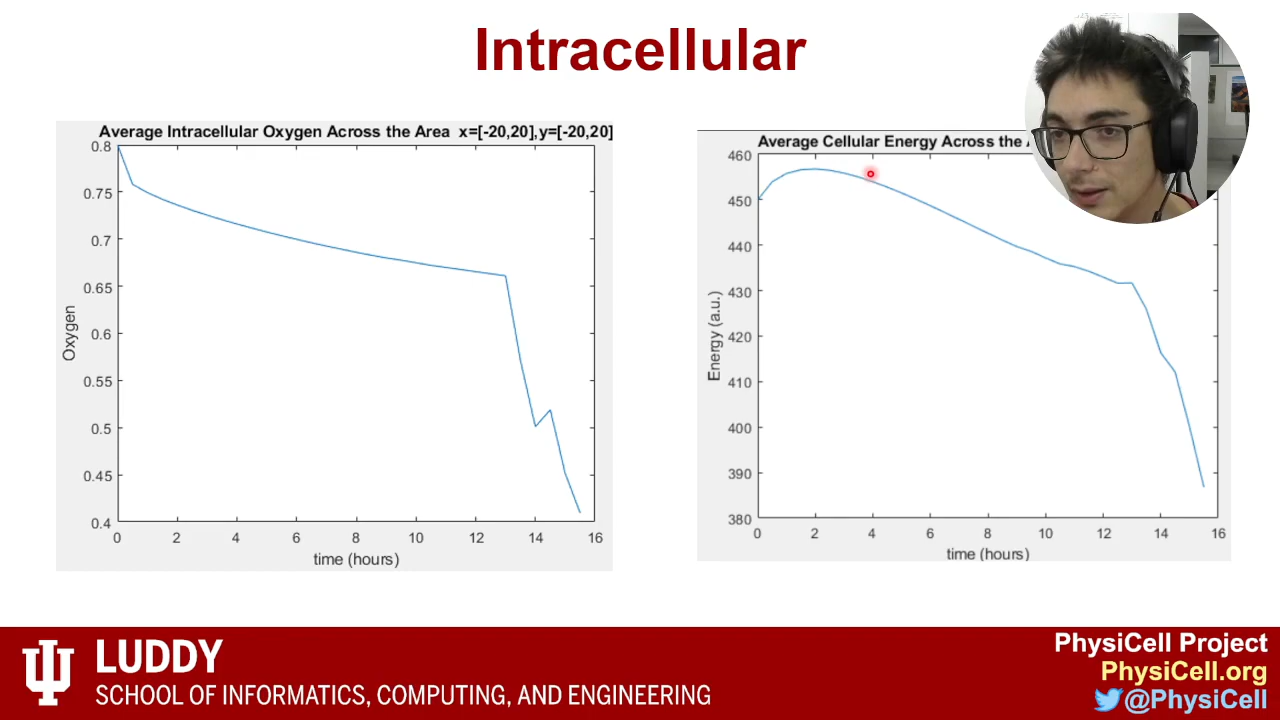 Intracellular
Average Intracellular Oxygen Across the Area x=[-20,20],y=[-20,20]
0.8
0.75
0.7
0.65
0.6
0.55
0.5
0.45
0.4
Oxygen
0 2 4 6 8 10 12 14 16
time (hours)
Average Cellular Energy Across the
460
450
440
430
420
410
400
390
380
Energy (a.u.)
0 2 4 6 8 10 12 14 16
time (hours)
LUDDY
SCHOOL OF INFORMATICS, COMPUTING, AND ENGINEERING
PhysiCell Project
PhysiCell.org
@PhysiCell